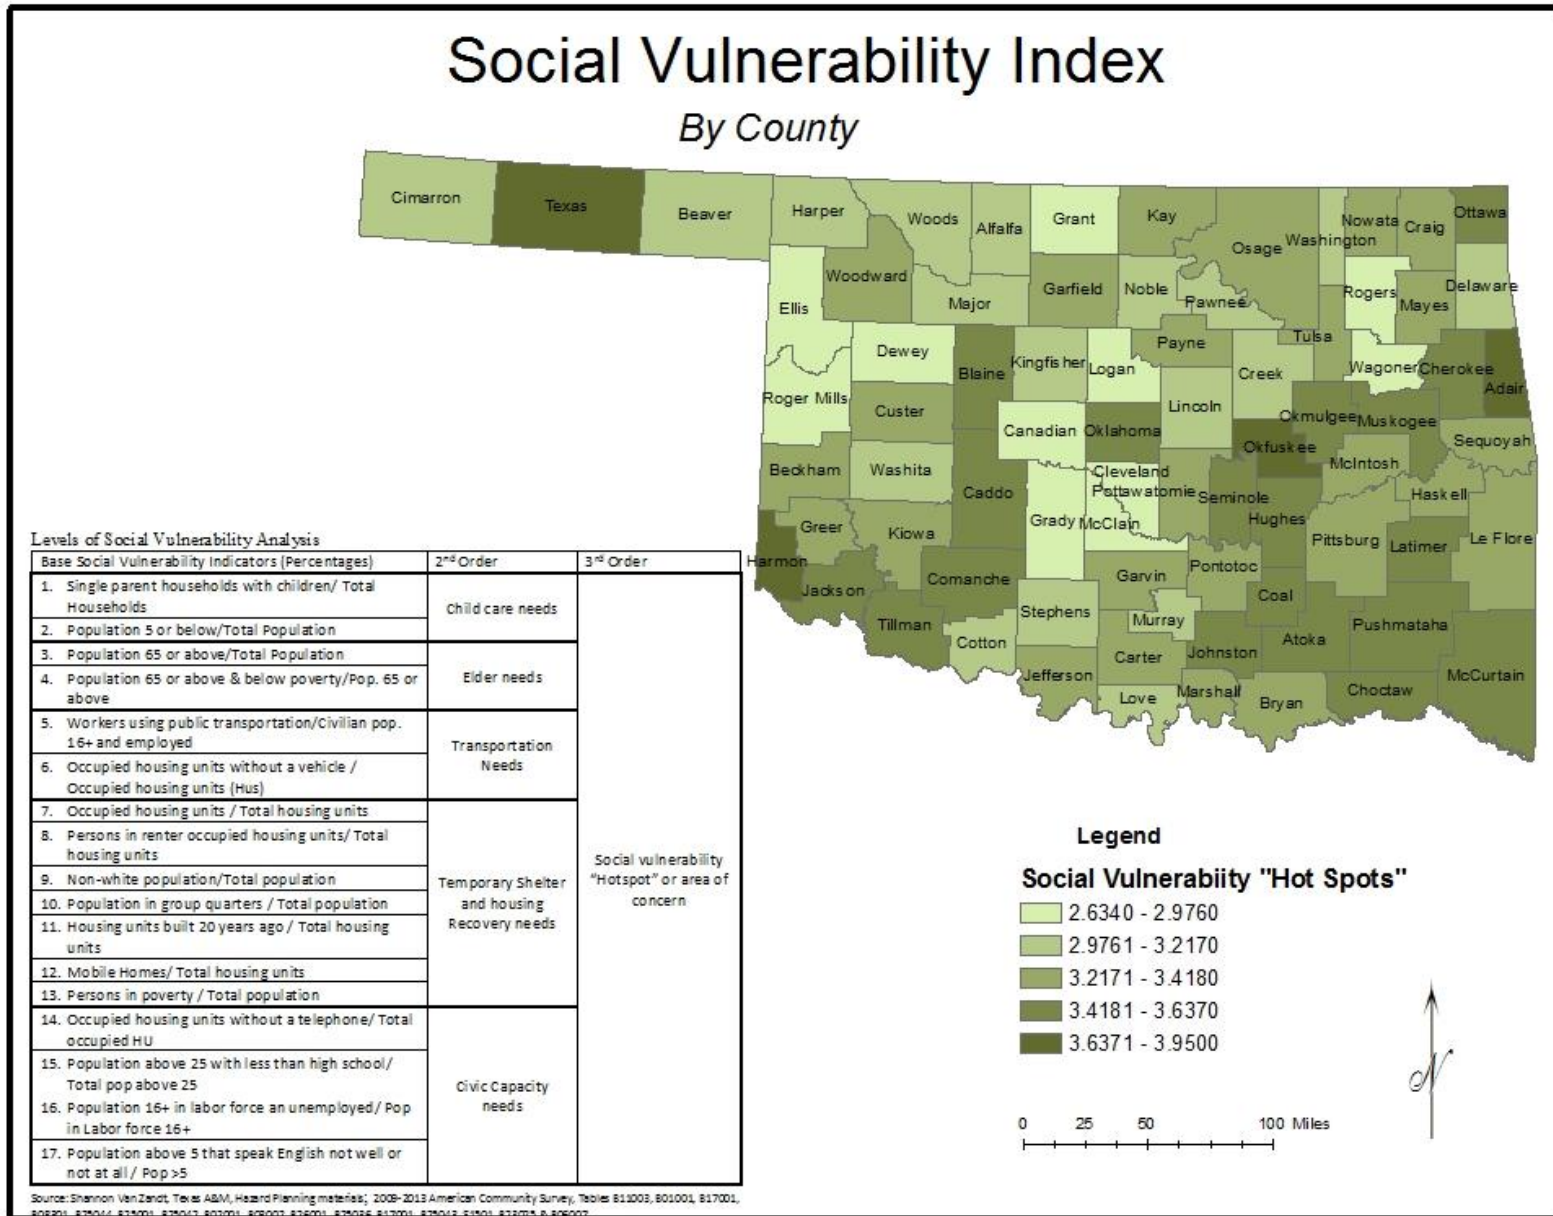 Social Vulnerability Index
By County
Cimarron
Texas
Beaver
Harper
Woods
Alfalfa
Grant
Kay
Osage
Washington
Nowata
Craig
Ottawa
Ellis
Woodward
Major
Garfield
Noble
Pawnee
Rogers
Mayes
Delaware
Dewey
Blaine
Kingfisher
Logan
Payne
Tulsa
Creek
Wagoner
Cherokee
Adair
Roger Mills
Custer
Canadian
Oklahoma
Lincoln
Okmulgee
Muskogee
Okfuskee
Sequoyah
Beckham
Washita
Caddo
Cleveland
Pottawatomie
Seminole
McIntosh
Haskell
Greer
Kiowa
Grady
McClain
Hughes
Pittsburg
Latimer
Le Flore
Harmon
Jackson
Comanche
Garvin
Pontotoc
Coal
Tillman
Stephens
Murray
Pushmataha
Cotton
Carter
Johnston
Atoka
McCurtain
Jefferson
Love
Marshall
Bryan
Choctaw
Levels of Social Vulnerability Analysis
Base Social Vulnerability Indicators (Percentages)
2nd Order
3rd Order
1. Single parent households with children/ Total
Households
2. Population 5 or below/Total Population
Child care needs
3. Population 65 or above/Total Population
4. Population 65 or above & below poverty/Pop. 65 or
above
Elder needs
5. Workers using public transportation/Civilian pop.
16+ and employed
6. Occupied housing units without a vehicle /
Occupied housing units (Hus)
Transportation
Needs
7. Occupied housing units / Total housing units
8. Persons in renter occupied housing units/ Total
housing units
9. Non-white population/Total population
10. Population in group quarters / Total population
11. Housing units built 20 years ago / Total housing
units
12. Mobile Homes/ Total housing units
13. Persons in poverty / Total population
Temporary Shelter
and housing
Recovery needs
14. Occupied housing units without a telephone/ Total
occupied HU
15. Population above 25 with less than high school/
Total pop above 25
16. Population 16+ in labor force an unemployed/ Pop
in Labor force 16+
17. Population above 5 that speak English not well or
not at all / Pop >5
Civic Capacity
needs
Social vulnerability
"Hotspot" or area of
concern
Source: Shannon Van Zandt, Texas A&M, Hazard Planning materials; 2009-2013 American Community Survey, Tables B11003, B01001, B17001,
Legend
Social Vulnerabiity "Hot Spots"
2.6340 - 2.9760
2.9761 - 3.2170
3.2171 - 3.4180
3.4181 - 3.6370
3.6371 - 3.9500
N
0 25 50 100 Miles